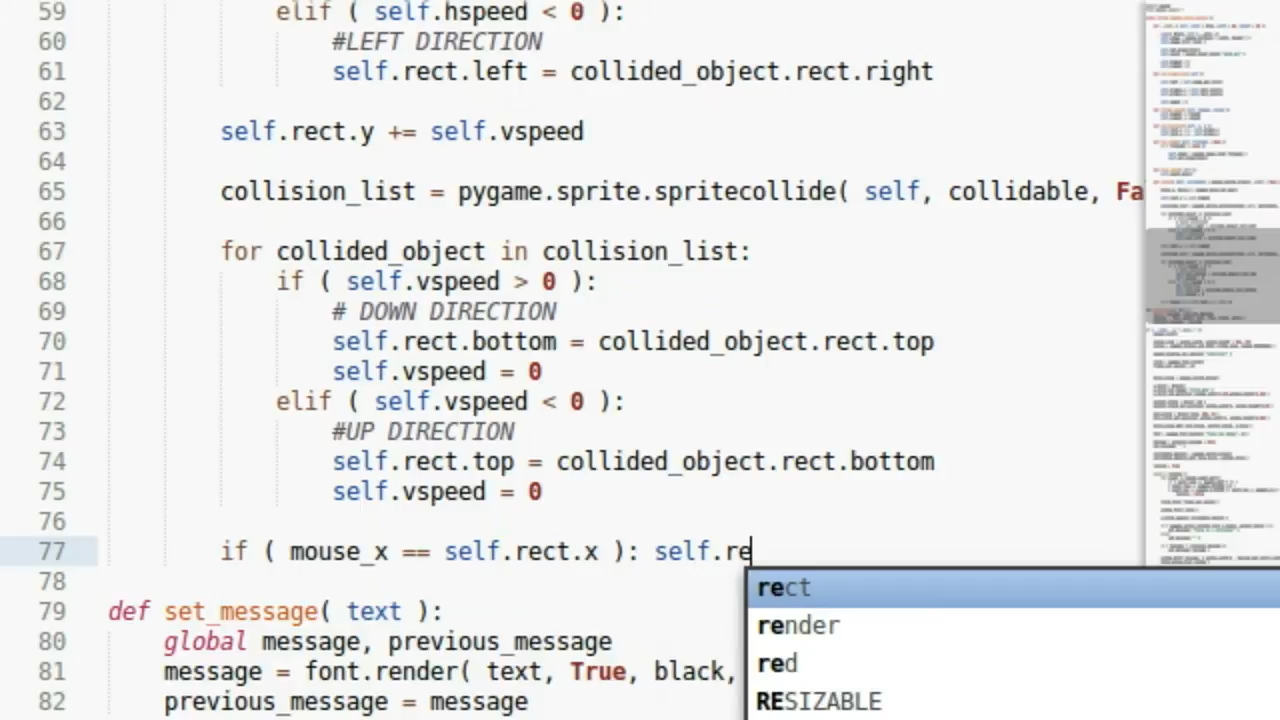 59 elif ( self.hspeed < 0 ):
60 #LEFT DIRECTION
61 self.rect.left = collided_object.rect.right
62
63 self.rect.y += self.vspeed
64
65 collision_list = pygame.sprite.spritecollide( self, collidable, Fa
66
67 for collided_object in collision_list:
68 if ( self.vspeed > 0 ):
69 # DOWN DIRECTION
70 self.rect.bottom = collided_object.rect.top
71 self.vspeed = 0
72 elif ( self.vspeed < 0 ):
73 #UP DIRECTION
74 self.rect.top = collided_object.rect.bottom
75 self.vspeed = 0
76
77 if ( mouse_x == self.rect.x ): self.re
78
79 def set_message( text ):
80 global message, previous_message
81 message = font.render( text, True, black,
82 previous_message = message
rect
render
red
RESIZABLE